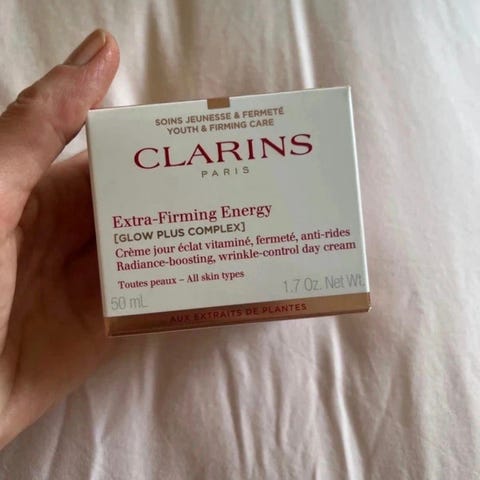 SOINS JEUNESSE & FERMETÉ
YOUTH & FIRMING CARE
CLARINS
PARIS
Extra-Firming Energy
[GLOW PLUS COMPLEX]
Crème jour éclat vitaminé, fermeté, anti-rides
Radiance-boosting, wrinkle-control day cream
Toutes peaux – All skin types
50 mL 1.7 Oz. Net Wt.
AUX EXTRAITS DE PLANTES